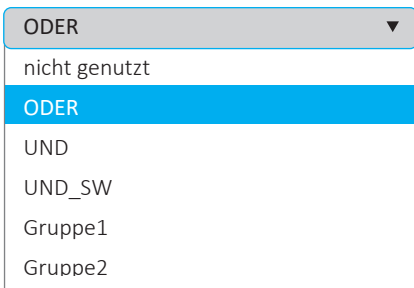 ODER
nicht genutzt
ODER
UND
UND_SW
Gruppe1
Gruppe2